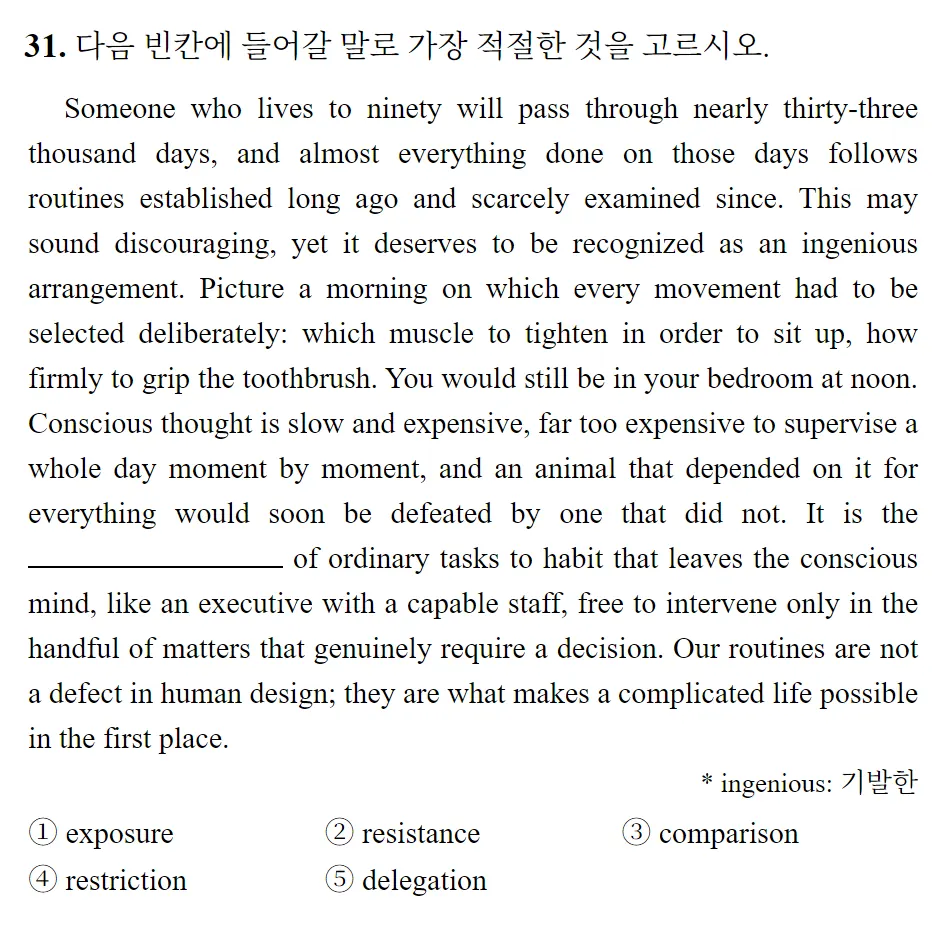 31. 다음 빈칸에 들어갈 말로 가장 적절한 것을 고르시오.
Someone who lives to ninety will pass through nearly thirty-three
thousand days, and almost everything done on those days follows
routines established long ago and scarcely examined since. This may
sound discouraging, yet it deserves to be recognized as an ingenious
arrangement. Picture a morning on which every movement had to be
selected deliberately: which muscle to tighten in order to sit up, how
firmly to grip the toothbrush. You would still be in your bedroom at noon.
Conscious thought is slow and expensive, far too expensive to supervise a
whole day moment by moment, and an animal that depended on it for
everything would soon be defeated by one that did not. It is the
____________________ of ordinary tasks to habit that leaves the conscious
mind, like an executive with a capable staff, free to intervene only in the
handful of matters that genuinely require a decision. Our routines are not
a defect in human design; they are what makes a complicated life possible
in the first place.
* ingenious: 기발한
① exposure ② resistance ③ comparison
④ restriction ⑤ delegation